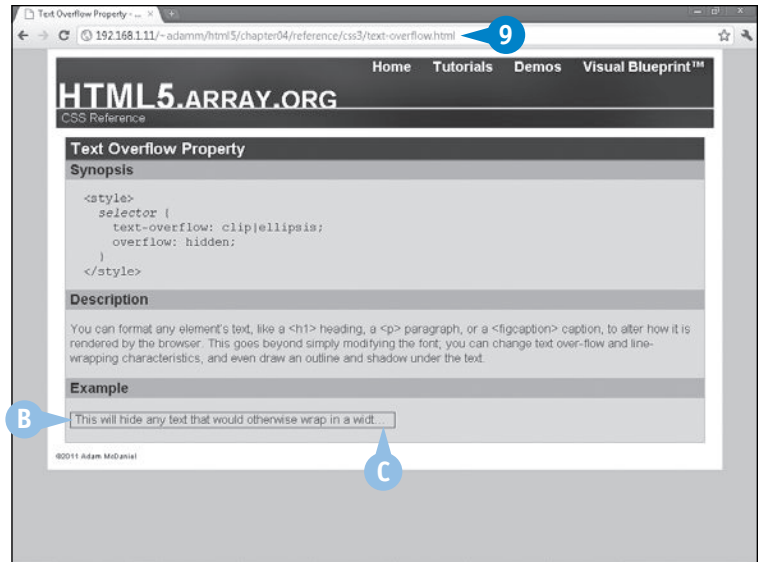 Text Overflow Property - ...
192.168.1.11/~adamm/html5/chapter04/reference/css3/text-overflow.html
9
Home Tutorials Demos Visual Blueprint™
HTML5.ARRAY.ORG
CSS Reference
Text Overflow Property
Synopsis
<style>
selector {
text-overflow: clip|ellipsis;
overflow: hidden;
}
</style>
Description
You can format any element's text, like a <h1> heading, a <p> paragraph, or a <figcaption> caption, to alter how it is
rendered by the browser. This goes beyond simply modifying the font; you can change text over-flow and line-
wrapping characteristics, and even draw an outline and shadow under the text.
Example
B
This will hide any text that would otherwise wrap in a widt...
C
©2011 Adam McDaniel